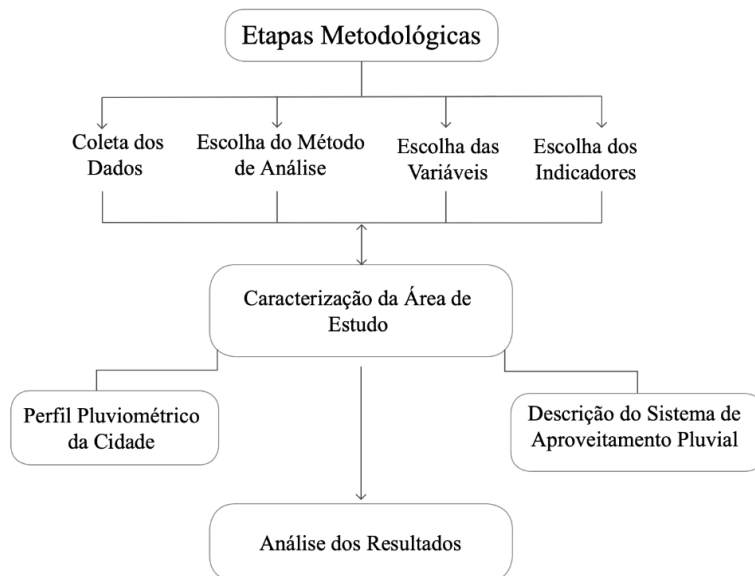 Etapas Metodológicas
Coleta dos
Dados
Escolha do Método
de Análise
Escolha das
Variáveis
Escolha dos
Indicadores
Caracterização da Área de
Estudo
Perfil Pluviométrico
da Cidade
Descrição do Sistema de
Aproveitamento Pluvial
Análise dos Resultados